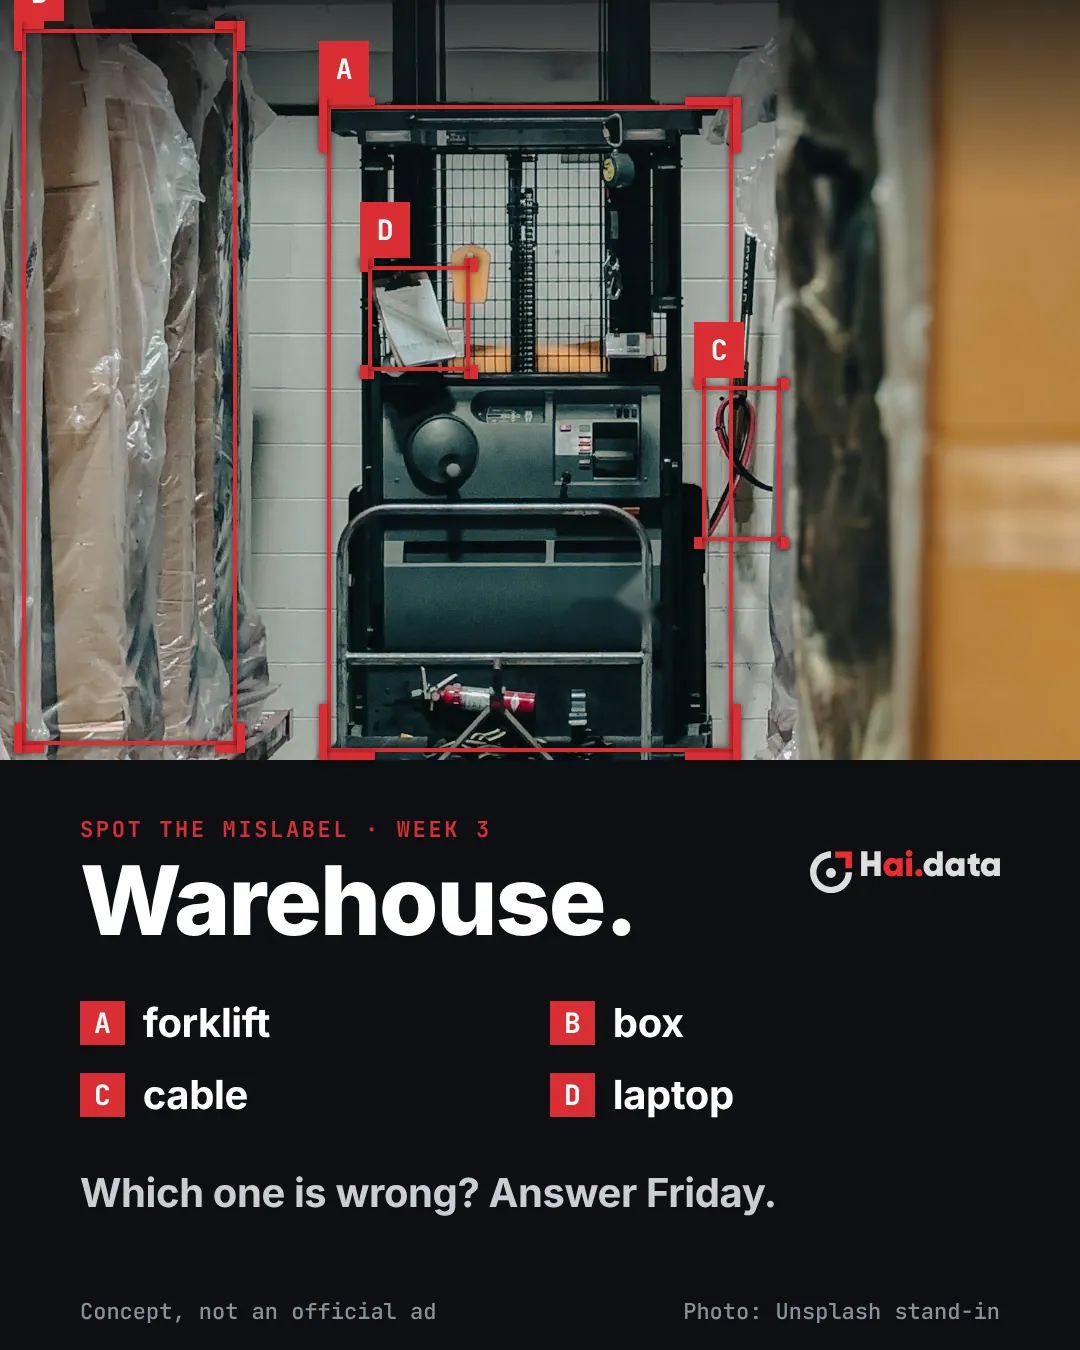 B
A
D
C
SPOT THE MISLABEL · WEEK 3
Warehouse.
Hai.data
A forklift
B box
C cable
D laptop
Which one is wrong? Answer Friday.
Concept, not an official ad
Photo: Unsplash stand-in